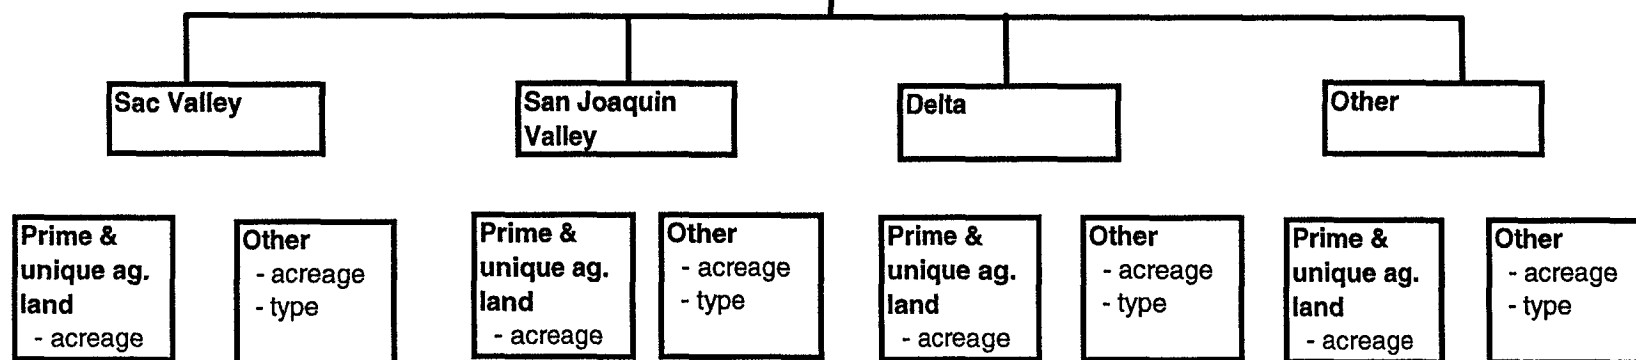 Sac Valley
San Joaquin
Valley
Delta
Other
Prime &
unique ag.
land
- acreage
Other
- acreage
- type
Prime &
unique ag.
land
- acreage
Other
- acreage
- type
Prime &
unique ag.
land
- acreage
Other
- acreage
- type
Prime &
unique ag.
land
- acreage
Other
- acreage
- type